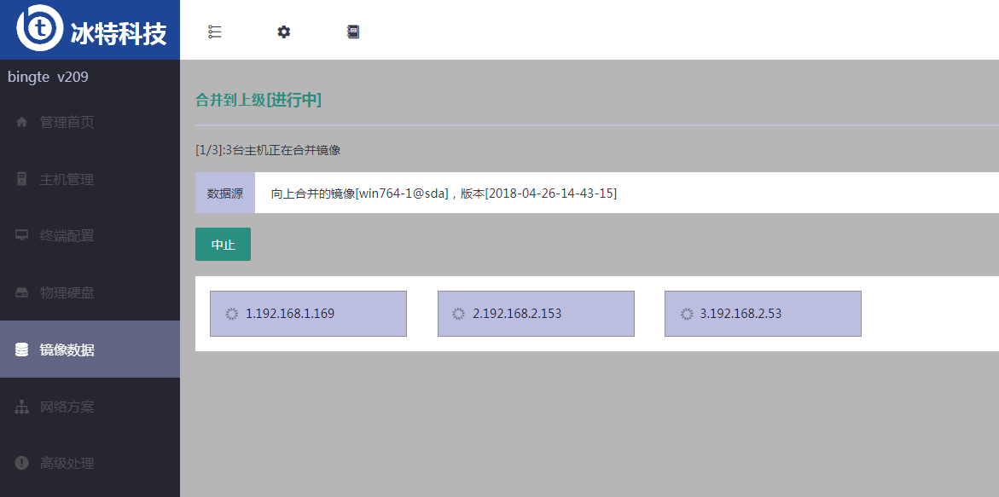 冰特科技
bingte v209
管理首页
主机管理
终端配置
物理硬盘
镜像数据
网络方案
高级处理
合并到上级[进行中]
[1/3]:3台主机正在合并镜像
数据源 向上合并的镜像[win764-1@sda]，版本[2018-04-26-14-43-15]
中止
1.192.168.1.169 2.192.168.2.153 3.192.168.2.53